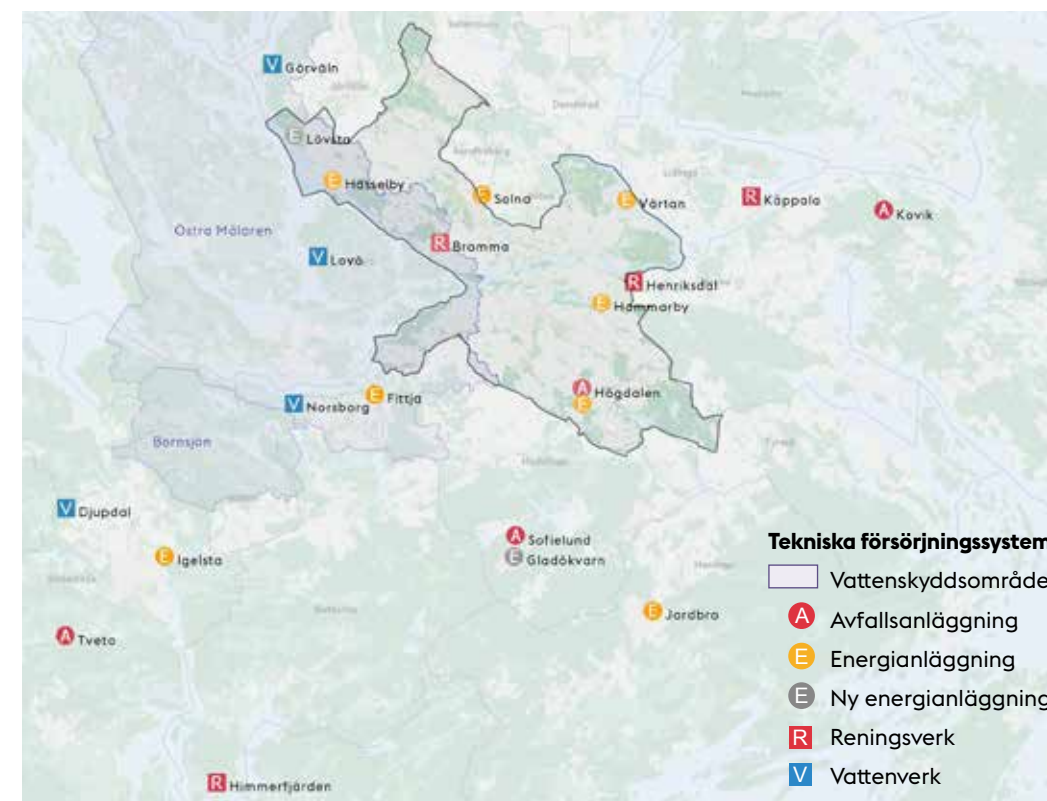 V Görväln
E Lövsta
E Hässelby
E Solna
E Värtan
R Käppala
A Kovik
Östra Mälaren
R Bromma
V Lovö
R Henriksdal
E Hammarby
A Högdalen
E
E Fittja
V Norsborg
Bornsjön
V Djupdal
E Igelsta
A Sofielund
E Gladökvarn
E Jordbro
A Tveta
R Himmerfjärden
Tekniska försörjningssystem
Vattenskyddsområde
A Avfallsanläggning
E Energianläggning
E Ny energianläggning
R Reningsverk
V Vattenverk